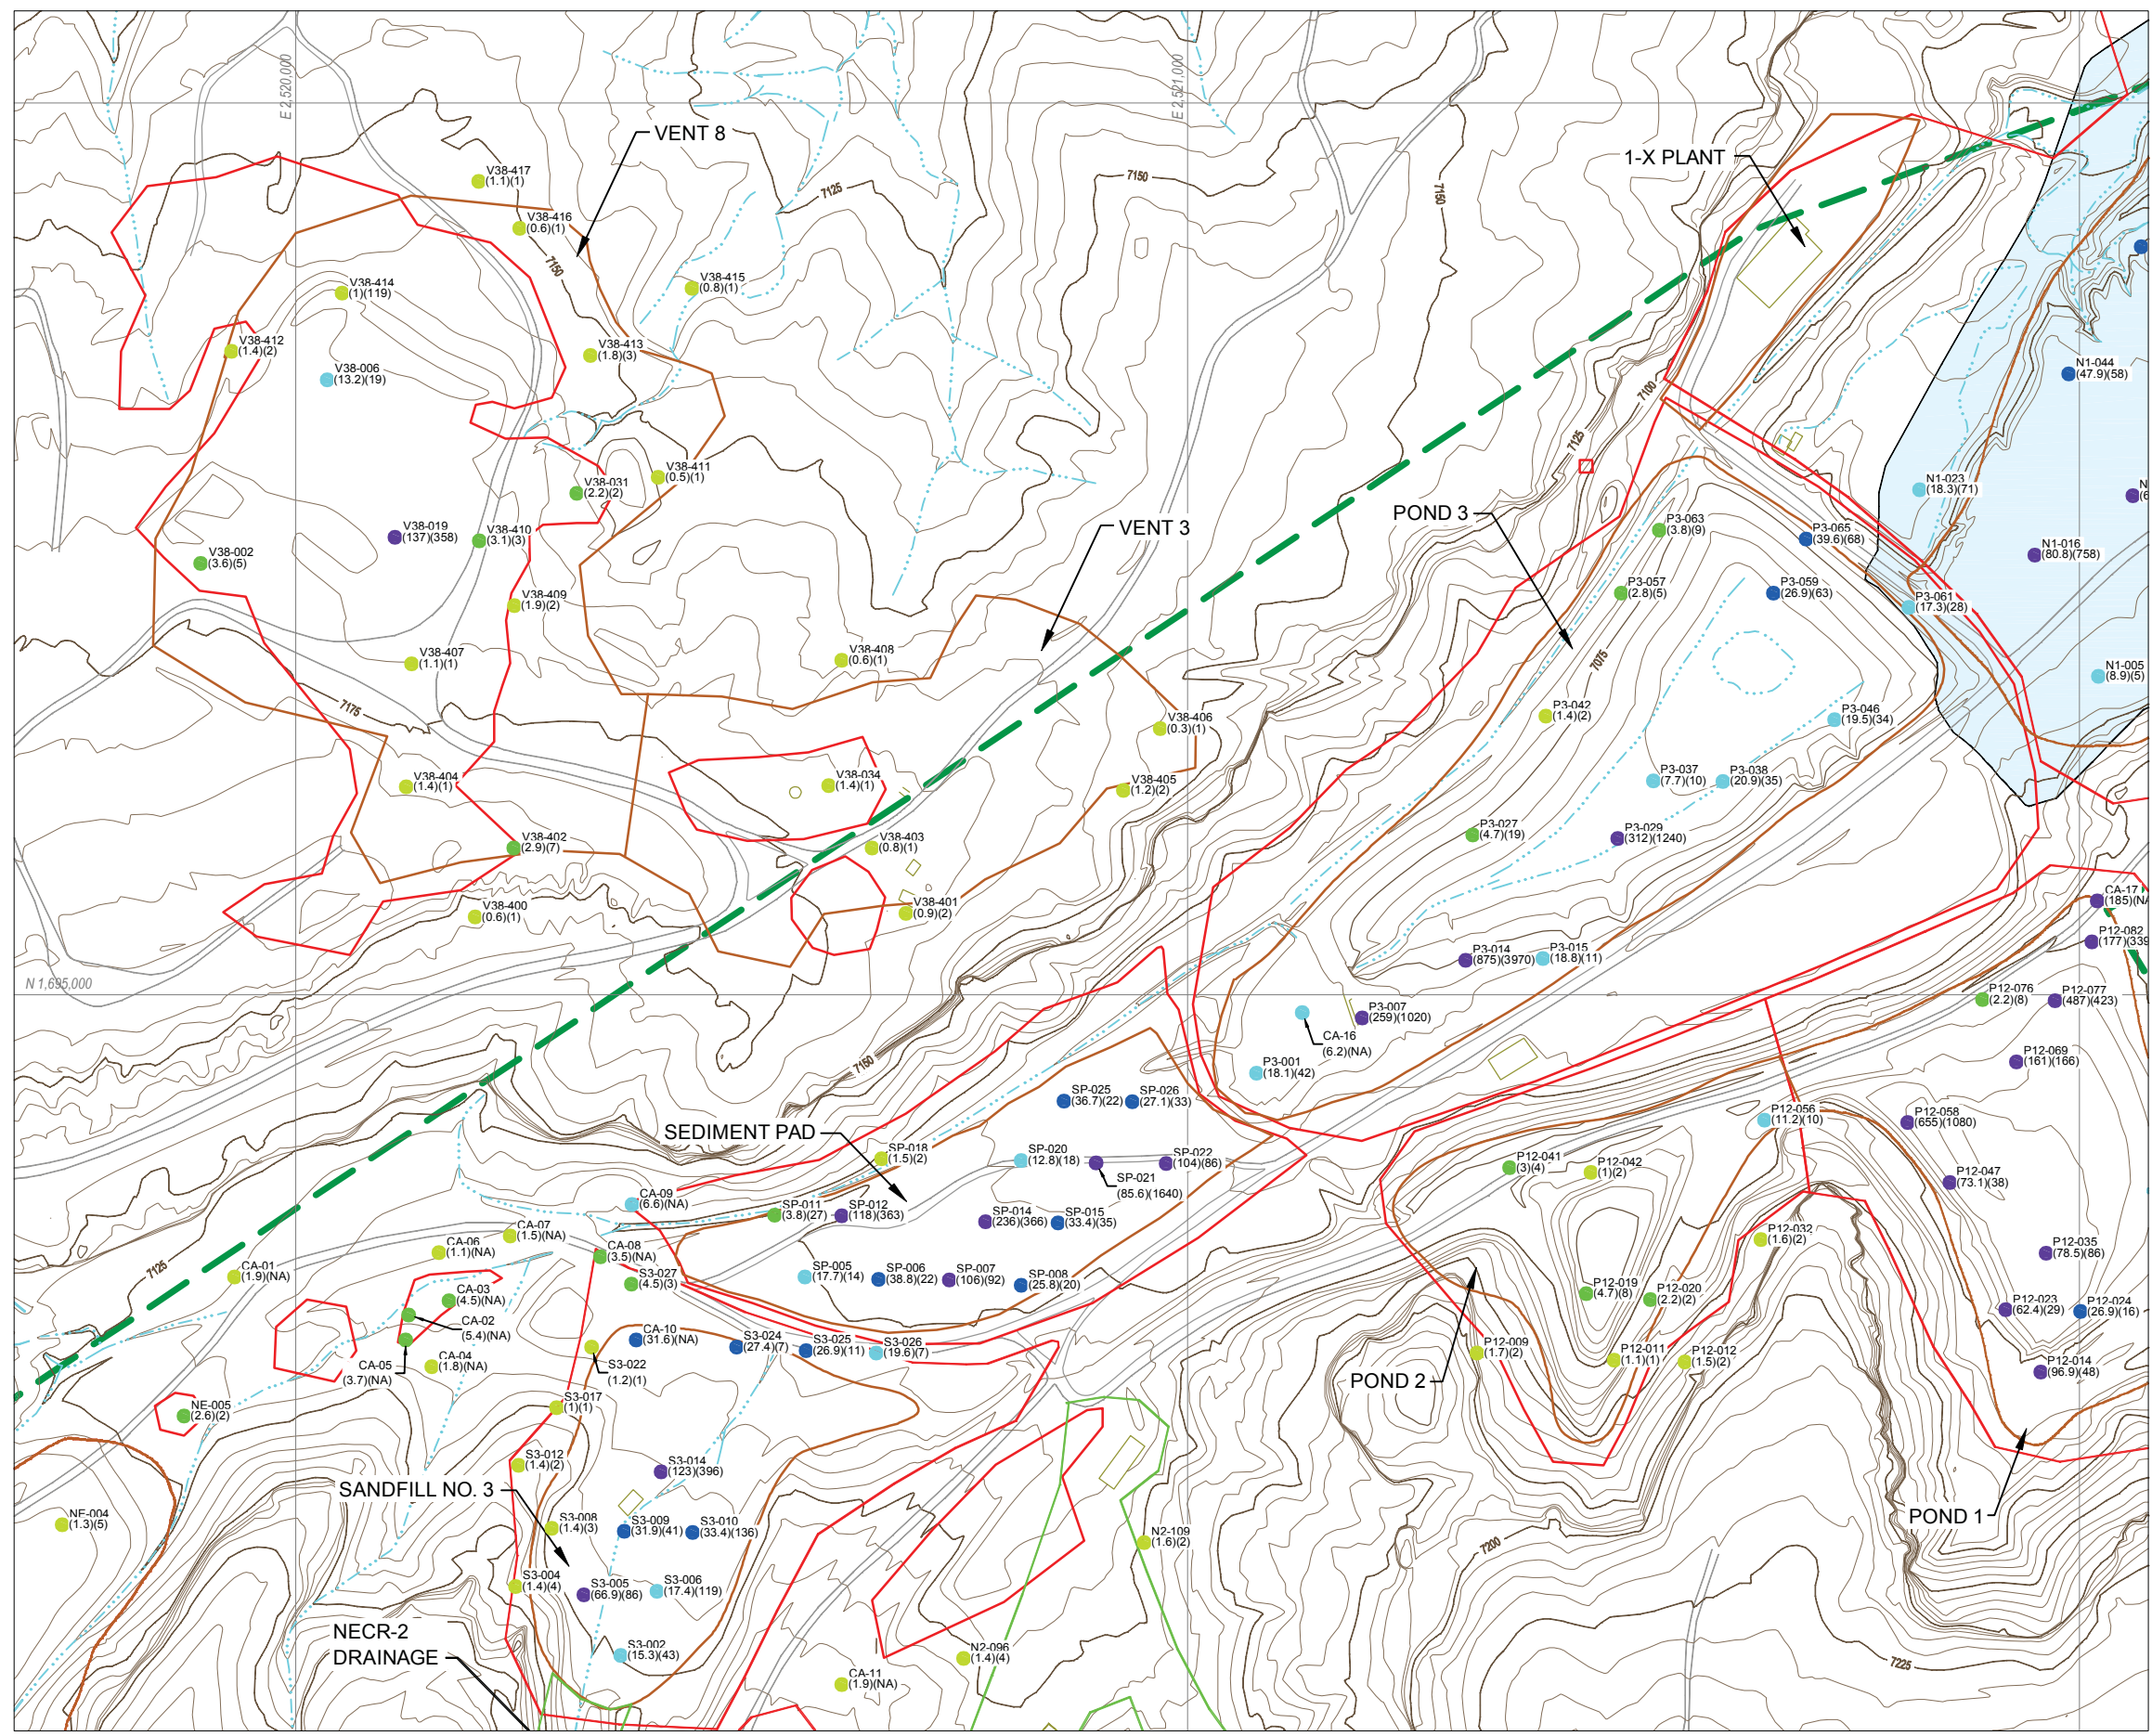 E 2,520,000
E 2,521,000
VENT 8
1-X PLANT
V38-417
(1.1)(1)
V38-416
(0.6)(1)
7125
7150
7150
7150
V38-415
(0.8)(1)
V38-414
(1)(119)
V38-412
(1.4)(2)
V38-413
(1.8)(3)
V38-006
(13.2)(19)
N1-044
(47.9)(58)
7100
7125
V38-411
(0.5)(1)
V38-031
(2.2)(2)
N1-023
(18.3)(71)
V38-019
(137)(358)
V38-410
(3.1)(3)
VENT 3
POND 3
P3-063
(3.8)(9)
P3-065
(39.6)(68)
N1-016
(80.8)(758)
V38-002
(3.6)(5)
V38-409
(1.9)(2)
P3-057
(2.8)(5)
P3-059
(26.9)(63)
P3-061
(17.3)(28)
V38-407
(1.1)(1)
V38-408
(0.6)(1)
7075
N1-005
(8.9)(5)
7175
V38-406
(0.3)(1)
P3-042
(1.4)(2)
P3-046
(19.5)(34)
V38-404
(1.4)(1)
V38-034
(1.4)(1)
V38-405
(1.2)(2)
P3-037
(7.7)(10)
P3-038
(20.9)(35)
V38-402
(2.9)(7)
V38-403
(0.8)(1)
P3-027
(4.7)(19)
P3-029
(312)(1240)
V38-400
(0.6)(1)
V38-401
(0.9)(2)
CA-17
(185)(NA
P12-082
(177)(339
P3-014
(875)(3970)
P3-015
(18.8)(11)
N 1,695,000
P12-076
(2.2)(8)
P12-077
(487)(423)
P3-007
(259)(1020)
CA-16
(6.2)(NA)
7150
P3-001
(18.1)(42)
P12-069
(161)(166)
SP-025
(36.7)(22)
SP-026
(27.1)(33)
SEDIMENT PAD
P12-056
(11.2)(10)
P12-058
(655)(1080)
SP-018
(1.5)(2)
SP-020
(12.8)(18)
SP-022
(104)(86)
SP-021
(85.6)(1640)
P12-041
(3)(4)
P12-042
(1)(2)
P12-047
(73.1)(38)
CA-09
(6.6)(NA)
SP-011
(3.8)(27)
SP-012
(118)(363)
SP-014
(236)(366)
SP-015
(33.4)(35)
CA-07
(1.5)(NA)
CA-06
(1.1)(NA)
CA-08
(3.5)(NA)
P12-032
(1.6)(2)
P12-035
(78.5)(86)
7125
CA-01
(1.9)(NA)
S3-027
(4.5)(3)
SP-005
(17.7)(14)
SP-006
(38.8)(22)
SP-007
(106)(92)
SP-008
(25.8)(20)
CA-03
(4.5)(NA)
CA-02
(5.4)(NA)
P12-019
(4.7)(8)
P12-020
(2.2)(2)
P12-023
(62.4)(29)
P12-024
(26.9)(16)
CA-10
(31.6)(NA)
S3-024
(27.4)(7)
S3-025
(26.9)(11)
S3-026
(19.6)(7)
P12-009
(1.7)(2)
P12-011
(1.1)(1)
P12-012
(1.5)(2)
CA-05
(3.7)(NA)
CA-04
(1.8)(NA)
S3-022
(1.2)(1)
POND 2
P12-014
(96.9)(48)
NE-005
(2.6)(2)
S3-017
(1)(1)
S3-012
(1.4)(2)
S3-014
(123)(396)
SANDFILL NO. 3
NE-004
(1.3)(5)
S3-008
(1.4)(3)
S3-009
(31.9)(41)
S3-010
(33.4)(136)
N2-109
(1.6)(2)
POND 1
7200
S3-004
(1.4)(4)
S3-005
(66.9)(86)
S3-006
(17.4)(119)
NECR-2
DRAINAGE
S3-002
(15.3)(43)
N2-096
(1.4)(4)
CA-11
(1.9)(NA)
7225